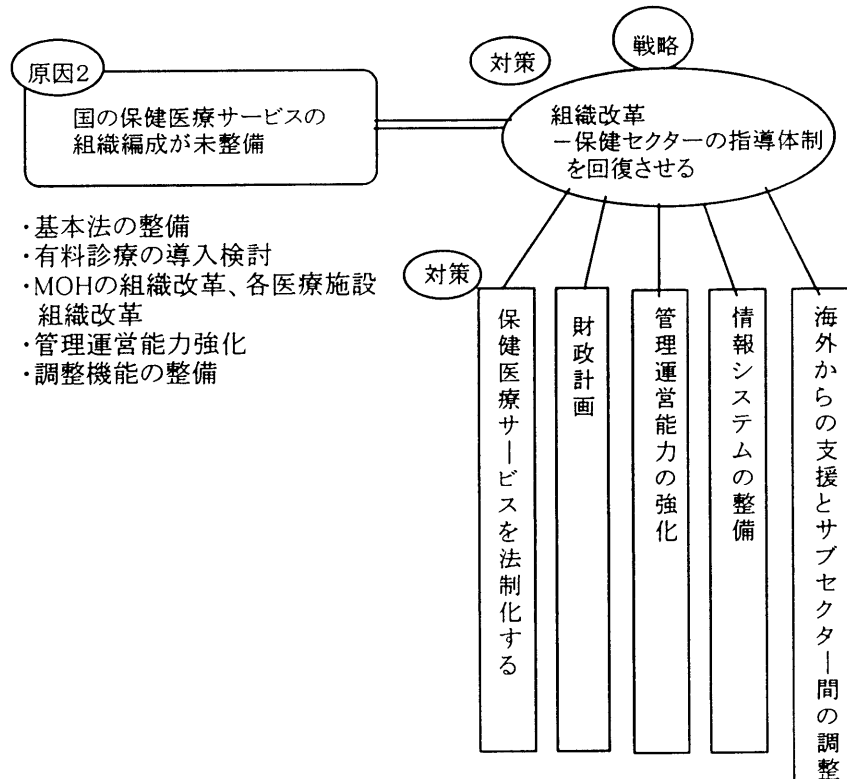 原因2
国の保健医療サービスの
組織編成が未整備
・基本法の整備
・有料診療の導入検討
・MOHの組織改革、各医療施設
組織改革
・管理運営能力強化
・調整機能の整備
対策
戦略
組織改革
－保健セクターの指導体制
を回復させる
対策
保健医療サービスを法制化する
財政計画
管理運営能力の強化
情報システムの整備
海外からの支援とサブセクター間の調整